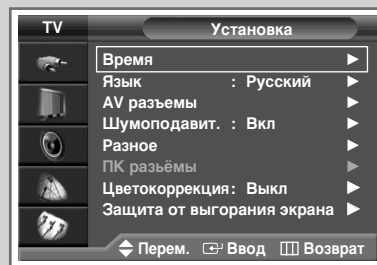 TV Установка
Время
Язык : Русский
AV разъемы
Шумоподавит. : Вкл
Разное
ПК разьёмы
Цветокоррекция: Выкл
Защита от выгорания экрана
Перем. Ввод Возврат